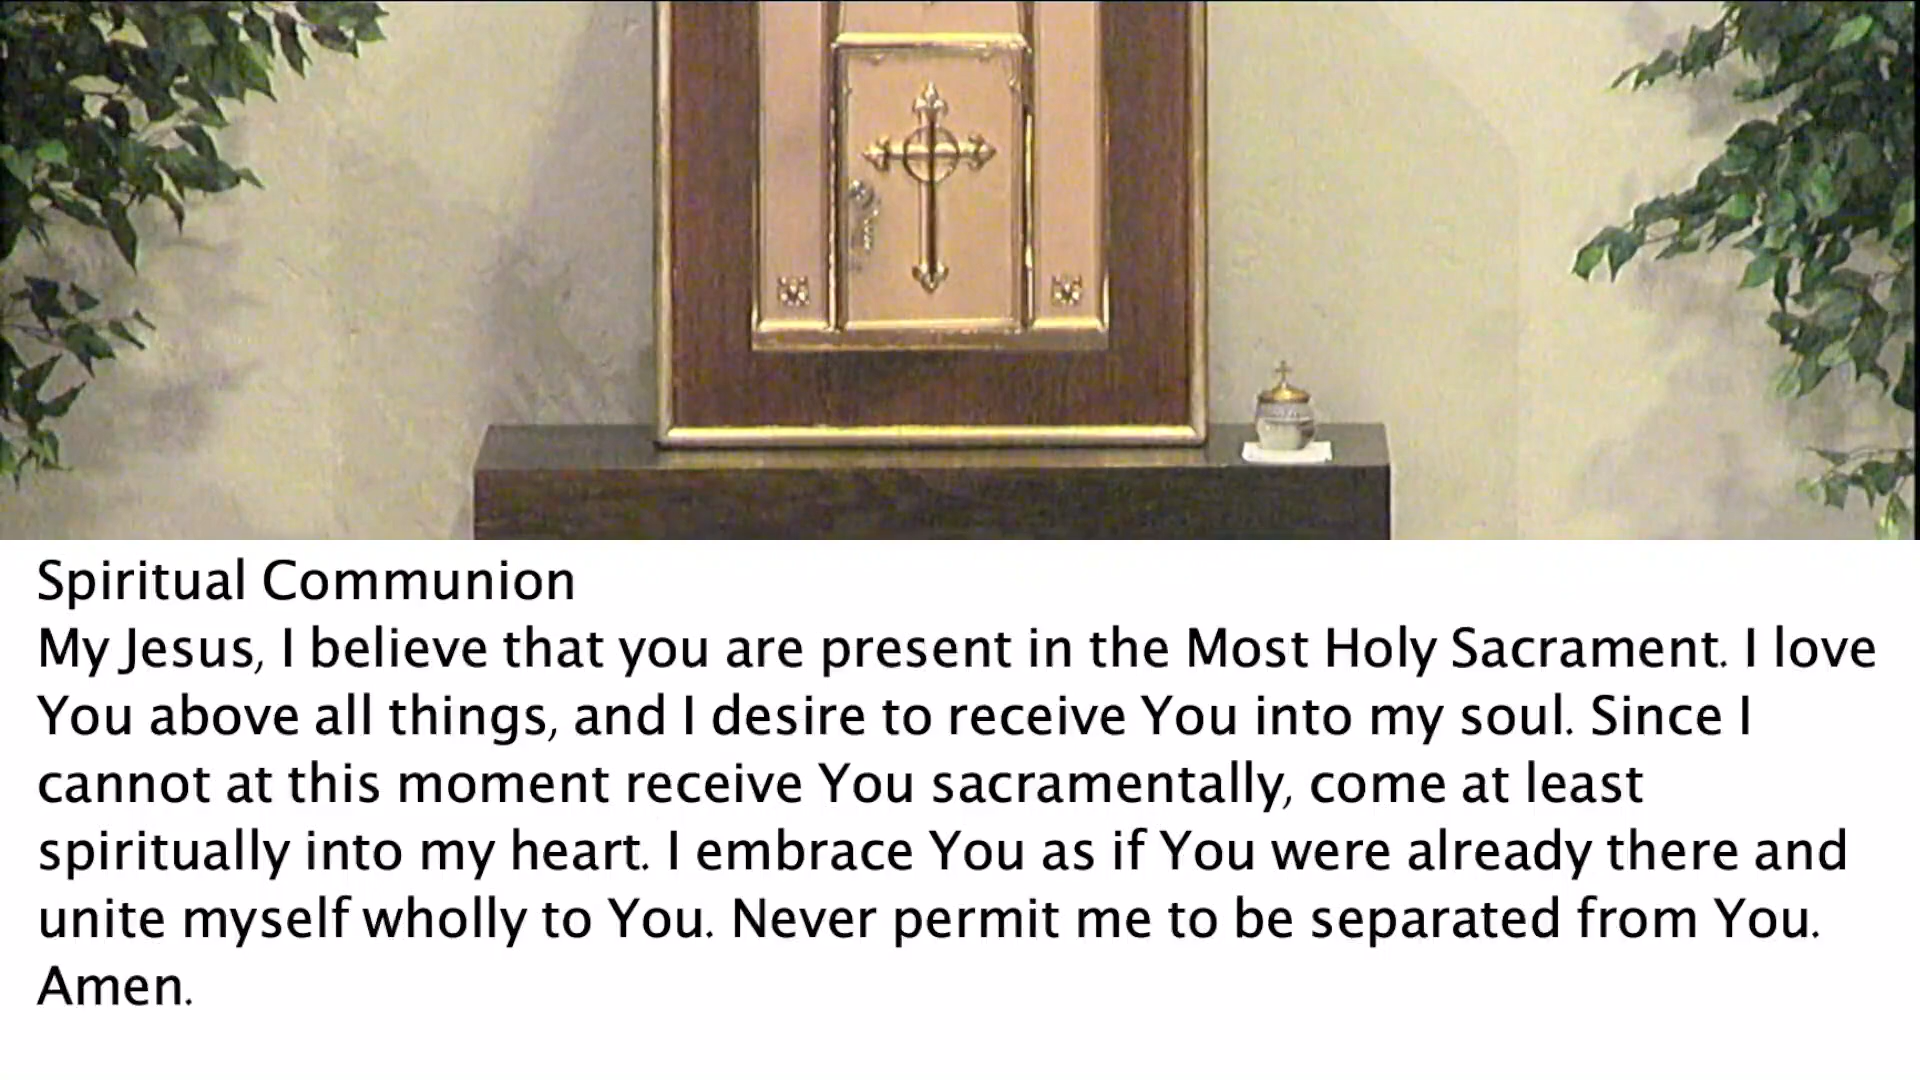 Spiritual Communion
My Jesus, I believe that you are present in the Most Holy Sacrament. I love
You above all things, and I desire to receive You into my soul. Since I
cannot at this moment receive You sacramentally, come at least
spiritually into my heart. I embrace You as if You were already there and
unite myself wholly to You. Never permit me to be separated from You.
Amen.